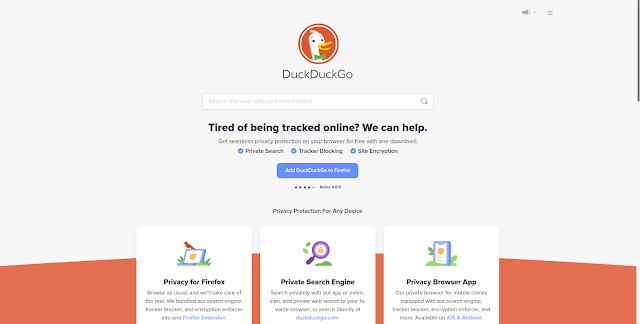 DuckDuckGo
Search the web without being tracked
Tired of being tracked online? We can help.
Get seamless privacy protection on your browser for free with one download:
Private Search
Tracker Blocking
Site Encryption
Add DuckDuckGo to Firefox
Rated 4.6/5
Privacy Protection For Any Device
Privacy for Firefox
Browse as usual, and we'll take care of
the rest. We bundled our search engine,
tracker blocker, and encryption enforcer
into one Firefox Extension.
Private Search Engine
Search privately with our app or exten-
sion, add private web search to your fa-
vorite browser, or search directly at
duckduckgo.com.
Privacy Browser App
Our private browser for mobile comes
equipped with our search engine,
tracker blocker, encryption enforcer, and
more. Available on iOS & Android.